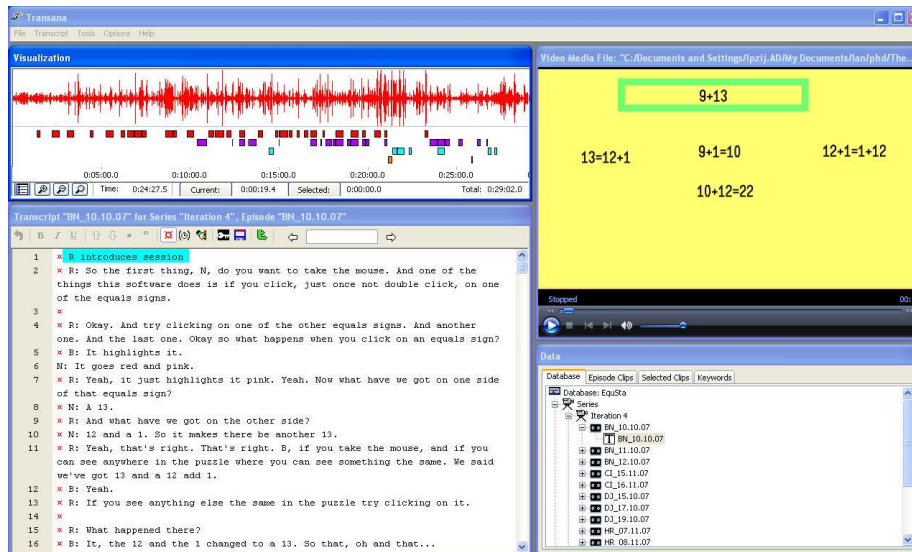 Transana
File Transcript Tools Options Help
Visualization
0:05:00.0 0:10:00.0 0:15:00.0 0:20:00.0 0:25:00.0
Time: 0:24:27.5 Current: 0:00:19.4 Selected: 0:00:00.0 Total: 0:29:02.0
Video Media File: "C:/Documents and Settings/lpzij.AD/My Documents/Ian/phd/The...
9+13
13=12+1 9+1=10 12+1=1+12
10+12=22
Stopped 00:
Transcript "BN_10.10.07" for Series "Iteration 4", Episode "BN_10.10.07"
B I U
1 R introduces session
2 R: So the first thing, N, do you want to take the mouse. And one of the
things this software does is if you click, just once not double click, on one
of the equals signs.
3
4 R: Okay. And try clicking on one of the other equals signs. And another
one. And the last one. Okay so what happens when you click on an equals sign?
5 B: It highlights it.
6 N: It goes red and pink.
7 R: Yeah, it just highlights it pink. Yeah. Now what have we got on one side
of that equals sign?
8 N: A 13.
9 R: And what have we got on the other side?
10 N: 12 and a 1. So it makes there be another 13.
11 R: Yeah, that's right. That's right. B, if you take the mouse, and if you
can see anywhere in the puzzle where you can see something the same. We said
we've got 13 and a 12 add 1.
12 B: Yeah.
13 R: If you see anything else the same in the puzzle try clicking on it.
14
15 R: What happened there?
16 B: It, the 12 and the 1 changed to a 13. So that, oh and that...
Data
Database Episode Clips Selected Clips Keywords
Database: EquSta
Series
Iteration 4
BN_10.10.07
T BN_10.10.07
BN_11.10.07
BN_12.10.07
CI_15.11.07
CI_16.11.07
DJ_15.10.07
DJ_17.10.07
DJ_19.10.07
HR_07.11.07
HR_08.11.07